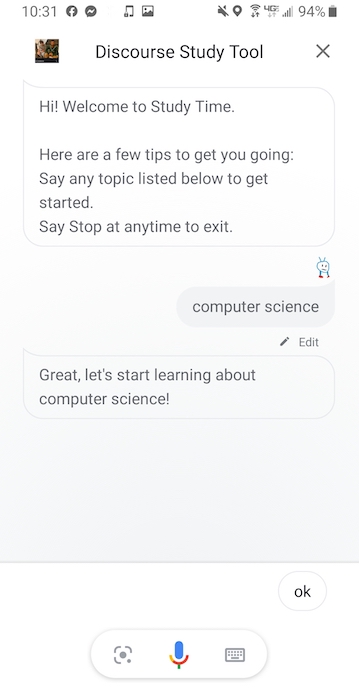 10:31 4GE 94%
Discourse Study Tool
Hi! Welcome to Study Time.
Here are a few tips to get you going:
Say any topic listed below to get
started.
Say Stop at anytime to exit.
computer science
Edit
Great, let's start learning about
computer science!
ok